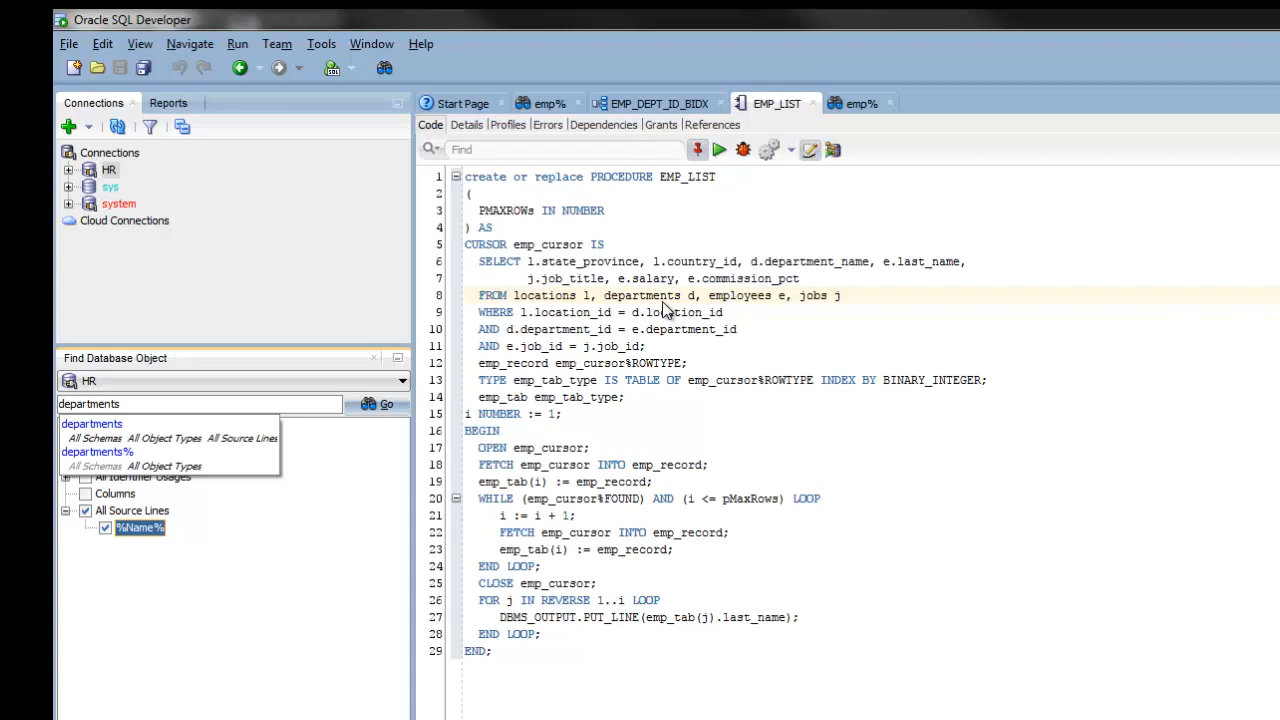 Oracle SQL Developer
File Edit View Navigate Run Team Tools Window Help
Connections Reports
Connections
HR
sys
system
Cloud Connections
Find Database Object
HR
departments
Go
departments
All Schemas All Object Types All Source Lines
departments%
All Schemas All Object Types
All Identifier Usages
Columns
All Source Lines
%Name%
Start Page emp% EMP_DEPT_ID_BIDX EMP_LIST emp%
Code Details Profiles Errors Dependencies Grants References
Find
1 create or replace PROCEDURE EMP_LIST
2 (
3 PMAXROWs IN NUMBER
4 ) AS
5 CURSOR emp_cursor IS
6 SELECT l.state_province, l.country_id, d.department_name, e.last_name,
7 j.job_title, e.salary, e.commission_pct
8 FROM locations l, departments d, employees e, jobs j
9 WHERE l.location_id = d.location_id
10 AND d.department_id = e.department_id
11 AND e.job_id = j.job_id;
12 emp_record emp_cursor%ROWTYPE;
13 TYPE emp_tab_type IS TABLE OF emp_cursor%ROWTYPE INDEX BY BINARY_INTEGER;
14 emp_tab emp_tab_type;
15 i NUMBER := 1;
16 BEGIN
17 OPEN emp_cursor;
18 FETCH emp_cursor INTO emp_record;
19 emp_tab(i) := emp_record;
20 WHILE (emp_cursor%FOUND) AND (i <= pMaxRows) LOOP
21 i := i + 1;
22 FETCH emp_cursor INTO emp_record;
23 emp_tab(i) := emp_record;
24 END LOOP;
25 CLOSE emp_cursor;
26 FOR j IN REVERSE 1..i LOOP
27 DBMS_OUTPUT.PUT_LINE(emp_tab(j).last_name);
28 END LOOP;
29 END;